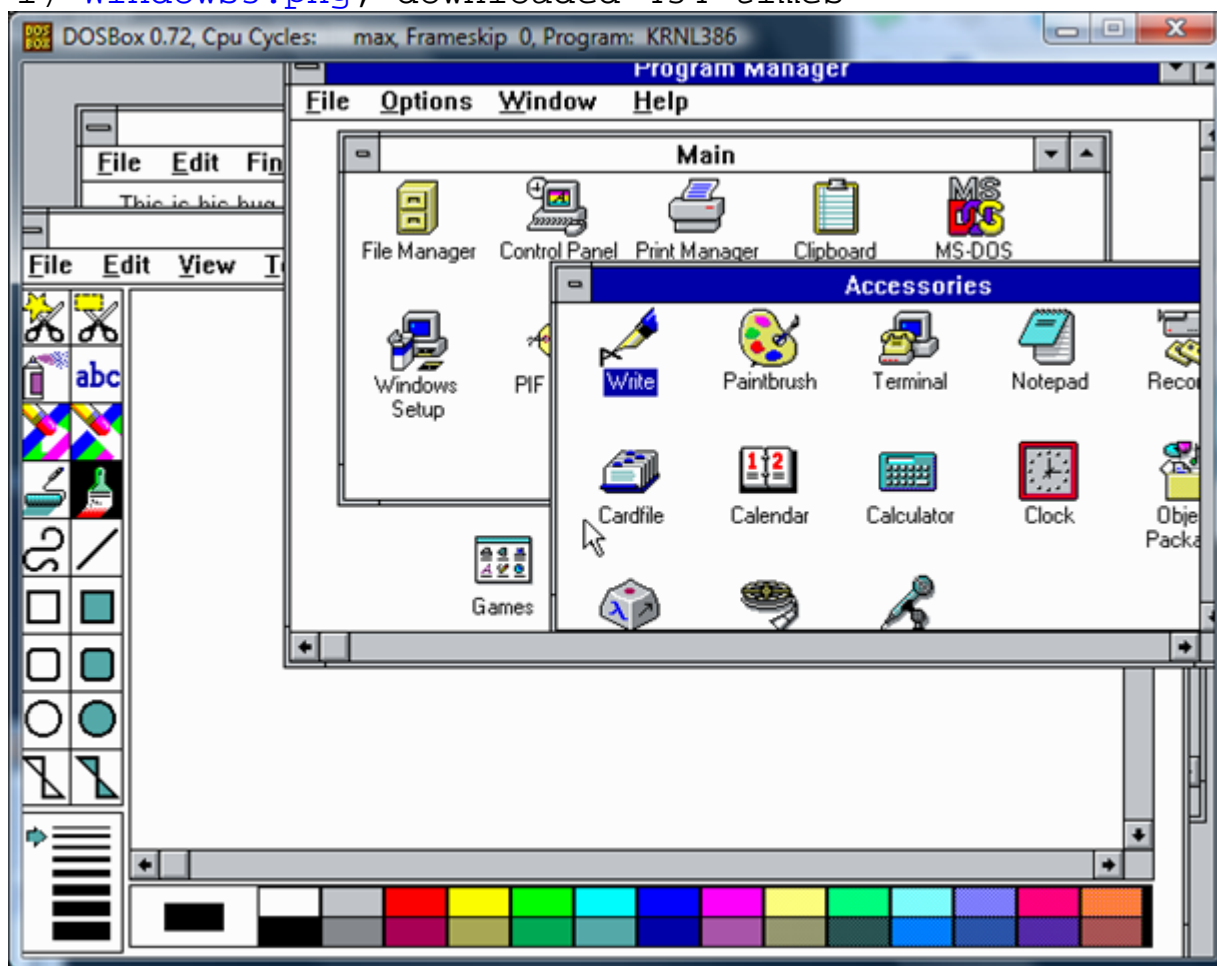 DOSBox 0.72, Cpu Cycles: max, Frameskip 0, Program: KRNL386
Program Manager
File Options Window Help
Main
File Edit
File Manager Control Panel Print Manager Clipboard MS-DOS
Accessories
File Edit View
abc
Windows Setup
PIF
Write Paintbrush Terminal Notepad
Cardfile Calendar Calculator Clock
Games